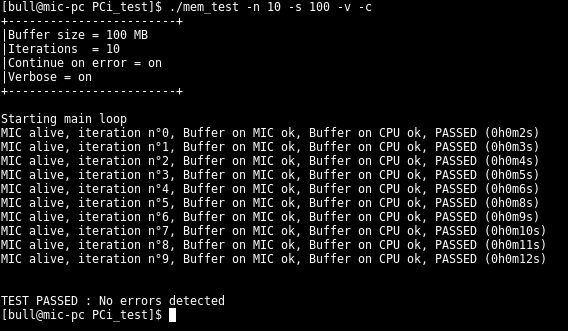 [bull@mic-pc PCi_test]$ ./mem_test -n 10 -s 100 -v -c
+------------------------+
|Buffer size = 100 MB
|Iterations  = 10
|Continue on error = on
|Verbose = on
+------------------------+
Starting main loop
MIC alive, iteration n°0, Buffer on MIC ok, Buffer on CPU ok, PASSED (0h0m2s)
MIC alive, iteration n°1, Buffer on MIC ok, Buffer on CPU ok, PASSED (0h0m3s)
MIC alive, iteration n°2, Buffer on MIC ok, Buffer on CPU ok, PASSED (0h0m4s)
MIC alive, iteration n°3, Buffer on MIC ok, Buffer on CPU ok, PASSED (0h0m5s)
MIC alive, iteration n°4, Buffer on MIC ok, Buffer on CPU ok, PASSED (0h0m6s)
MIC alive, iteration n°5, Buffer on MIC ok, Buffer on CPU ok, PASSED (0h0m8s)
MIC alive, iteration n°6, Buffer on MIC ok, Buffer on CPU ok, PASSED (0h0m9s)
MIC alive, iteration n°7, Buffer on MIC ok, Buffer on CPU ok, PASSED (0h0m10s)
MIC alive, iteration n°8, Buffer on MIC ok, Buffer on CPU ok, PASSED (0h0m11s)
MIC alive, iteration n°9, Buffer on MIC ok, Buffer on CPU ok, PASSED (0h0m12s)
TEST PASSED : No errors detected
[bull@mic-pc PCi_test]$